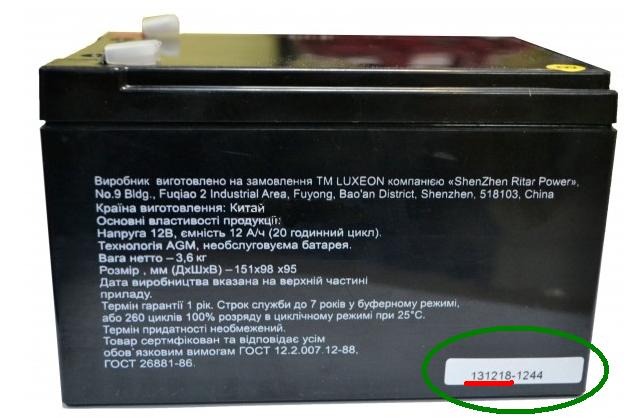 Виробник виготовлено на замовлення ТМ LUXEON компанією «ShenZhen Ritar Power»,
No.9 Bldg., Fuqiao 2 Industrial Area, Fuyong, Bao'an District, Shenzhen, 518103, China
Країна виготовлення: Китай
Основні властивості продукції:
Напруга 12В, ємність 12 А/ч (20 годинний цикл).
Технологія AGM, необслуговуєма батарея.
Вага нетто – 3,6 кг
Розмір , мм (ДхШхВ) –151х98 х95
Дата виробництва вказана на верхній частині
приладу.
Термін гарантії 1 рік. Строк служби до 7 років у буферному режимі,
або 260 циклів 100% розряду в циклічному режимі при 25°С.
Термін придатності необмежений.
Товар сертифкован та відповідає усім
обов`язковим вимогам ГОСТ 12.2.007.12-88,
ГОСТ 26881-86.
131218-1244